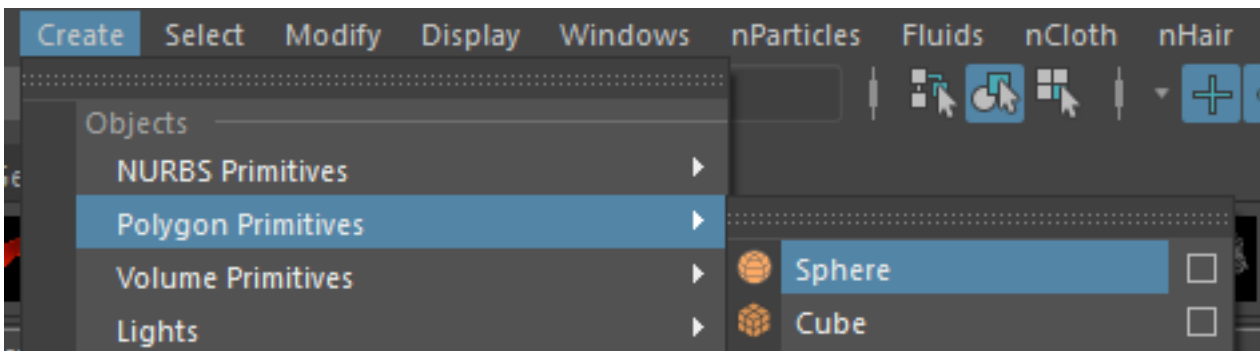 Create Select Modify Display Windows nParticles Fluids nCloth nHair
Objects
NURBS Primitives
Polygon Primitives
Volume Primitives
Sphere
Lights
Cube